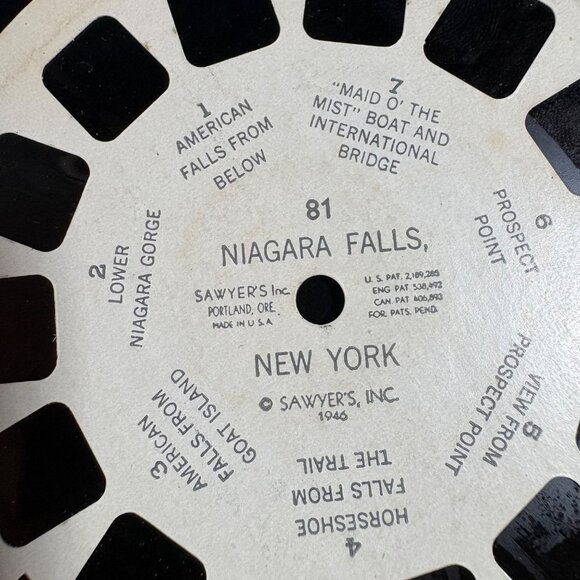 81
NIAGARA FALLS,
SAWYER'S Inc.
PORTLAND, ORE.
MADE IN U.S.A.
U.S. PAT. 2,189,285
ENG PAT 538,492
CAN PAT 406,893
FOR. PATS. PEND.
NEW YORK
© SAWYER'S, INC.
1946
1
AMERICAN
FALLS FROM
BELOW
2
LOWER
NIAGARA GORGE
3
AMERICAN
FALLS FROM
GOAT ISLAND
4
HORSESHOE
FALLS FROM
THE TRAIL
5
VIEW FROM
PROSPECT POINT
6
PROSPECT
POINT
7
"MAID O' THE
MIST" BOAT AND
INTERNATIONAL
BRIDGE